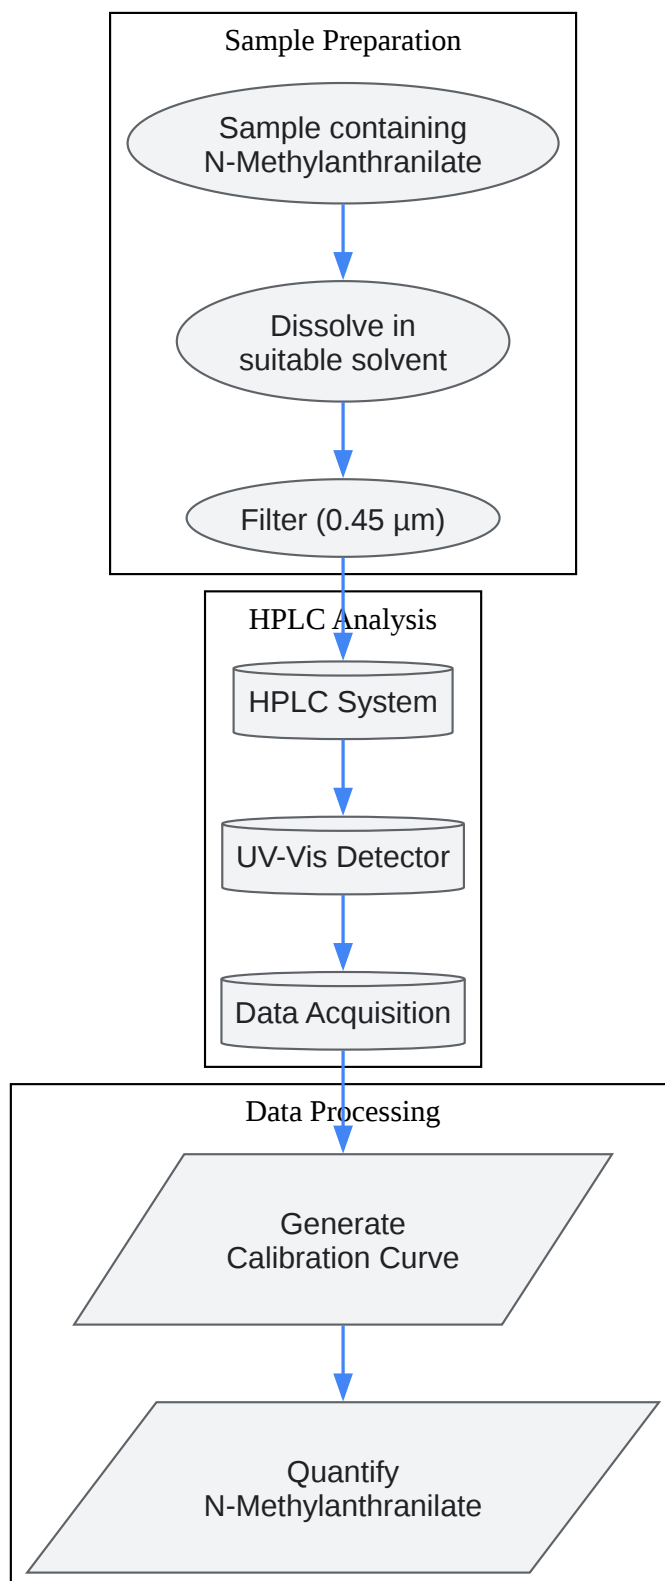 Sample Preparation
Sample containing
N-Methylanthranilate
Dissolve in
suitable solvent
Filter (0.45 µm)
HPLC Analysis
HPLC System
UV-Vis Detector
Data Acquisition
Data Processing
Generate
Calibration Curve
Quantify
N-Methylanthranilate